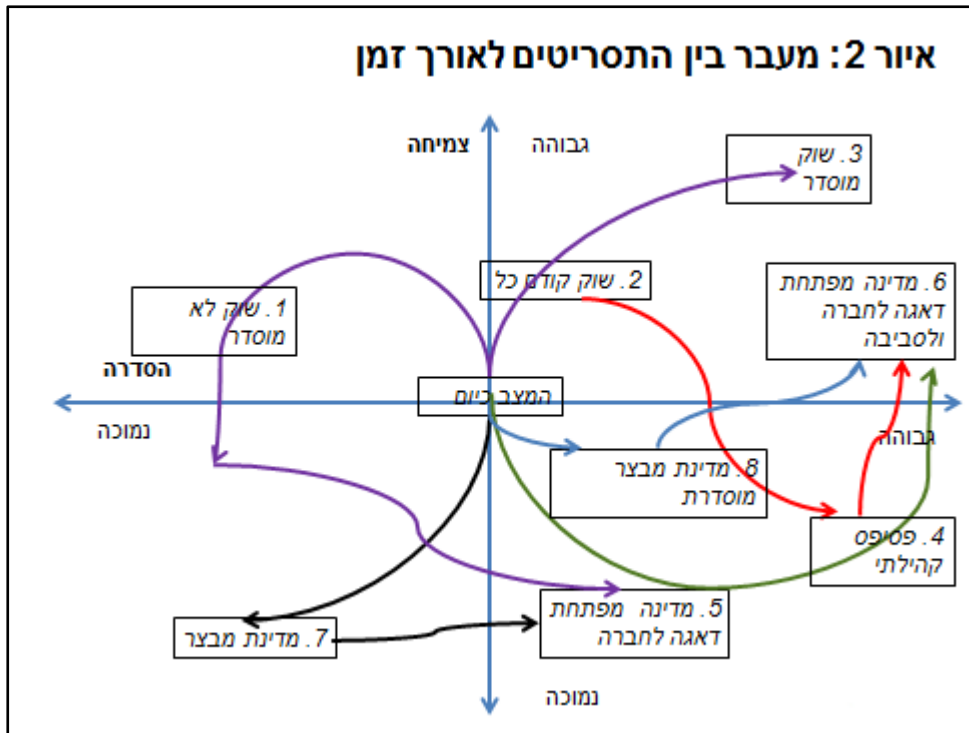 איור 2: מעבר בין התסריטים לאורך זמן
צמיחה
גבוהה
3. שוק
מוסדר
2. שוק קודם כל
6. מדינה מפתחת
דאגה לחברה
ולסביבה
1. שוק לא
מוסדר
הסדרה
המצב כיום
נמוכה
גבוהה
8. מדינת מבצר
מוסדרת
4. פסיפס
קהילתי
5. מדינה מפתחת
דאגה לחברה
7. מדינת מבצר
נמוכה